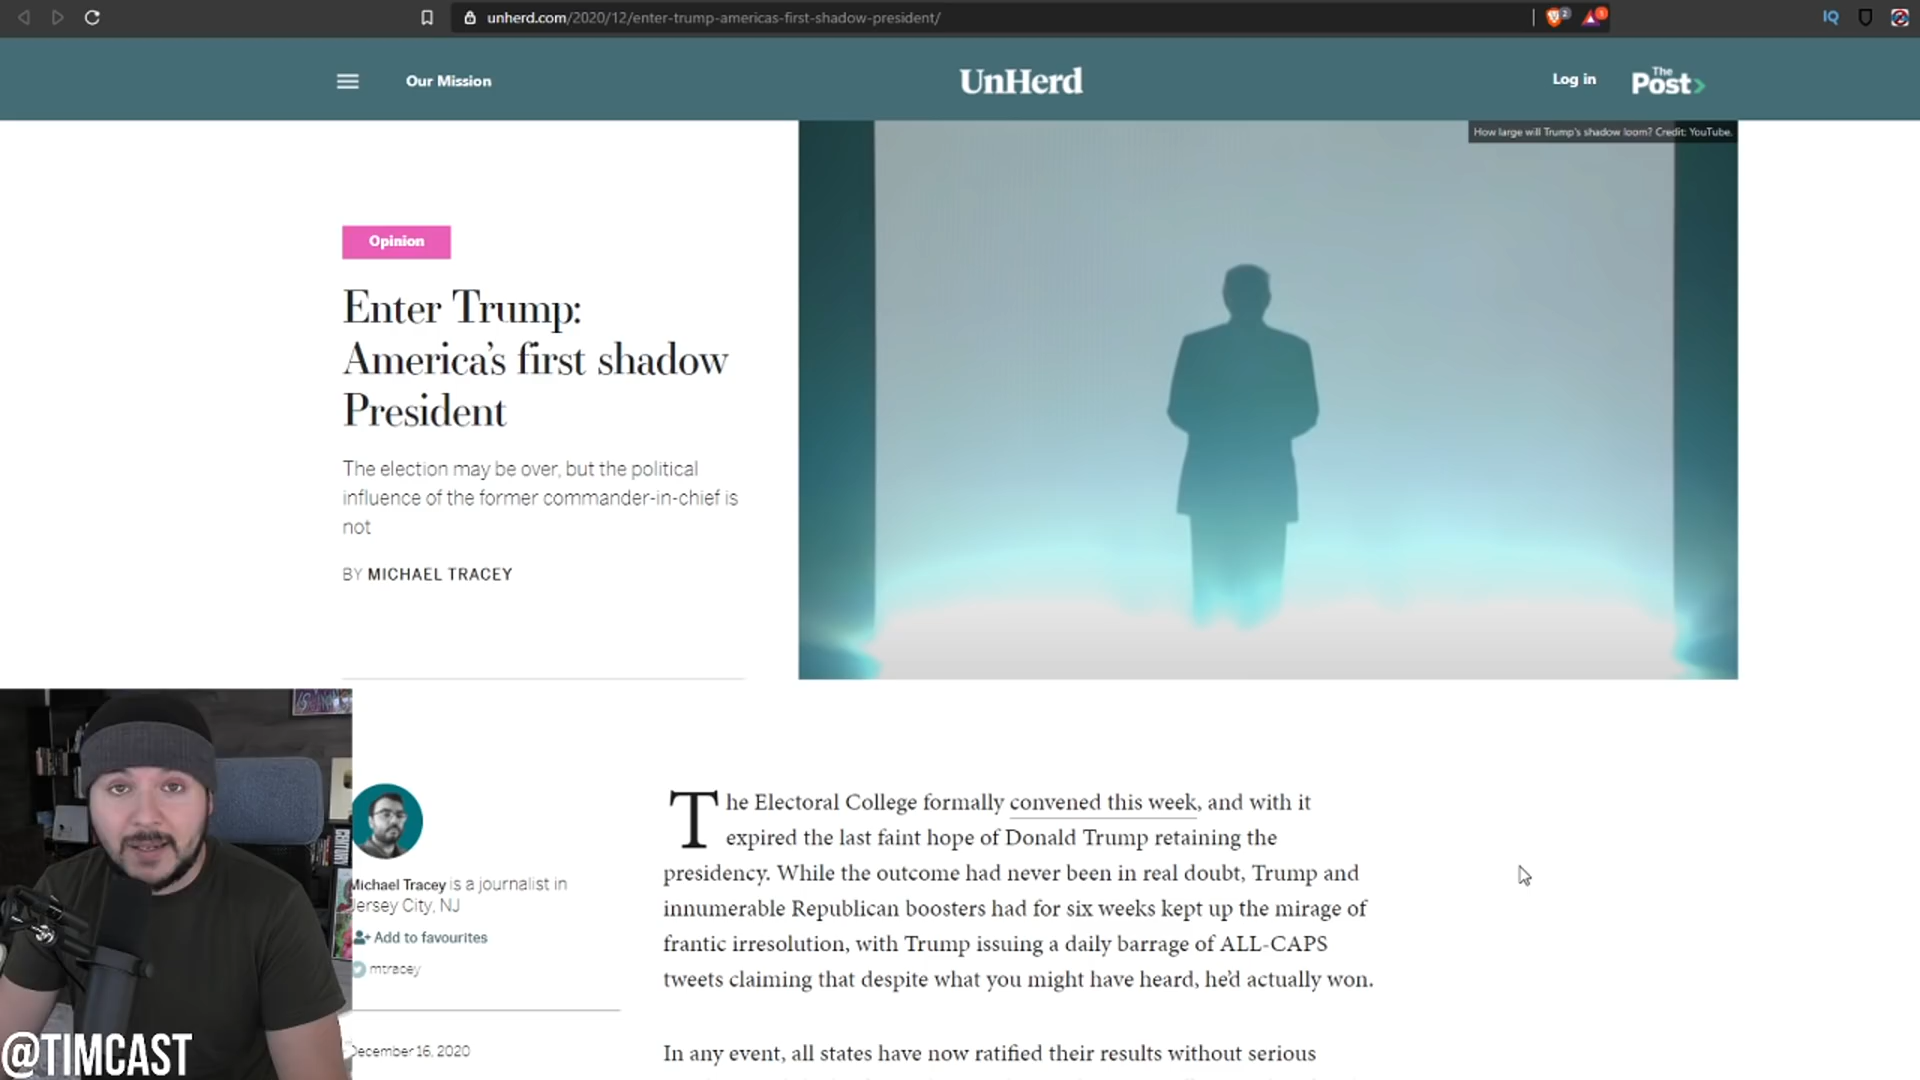 unherd.com/2020/12/enter-trump-americas-first-shadow-president/
2
1
IQ
Our Mission
UnHerd
Log in
The
Post>
How large will Trump's shadow loom? Credit: YouTube.
Opinion
Enter Trump:
America's first shadow
President
The election may be over, but the political
influence of the former commander-in-chief is
not
BY MICHAEL TRACEY
The Electoral College formally convened this week, and with it
expired the last faint hope of Donald Trump retaining the
presidency. While the outcome had never been in real doubt, Trump and
innumerable Republican boosters had for six weeks kept up the mirage of
frantic irresolution, with Trump issuing a daily barrage of ALL-CAPS
tweets claiming that despite what you might have heard, he'd actually won.
In any event, all states have now ratified their results without serious
Michael Tracey is a journalist in
Jersey City, NJ
Add to favourites
mtracey
December 16, 2020
@TIMCAST